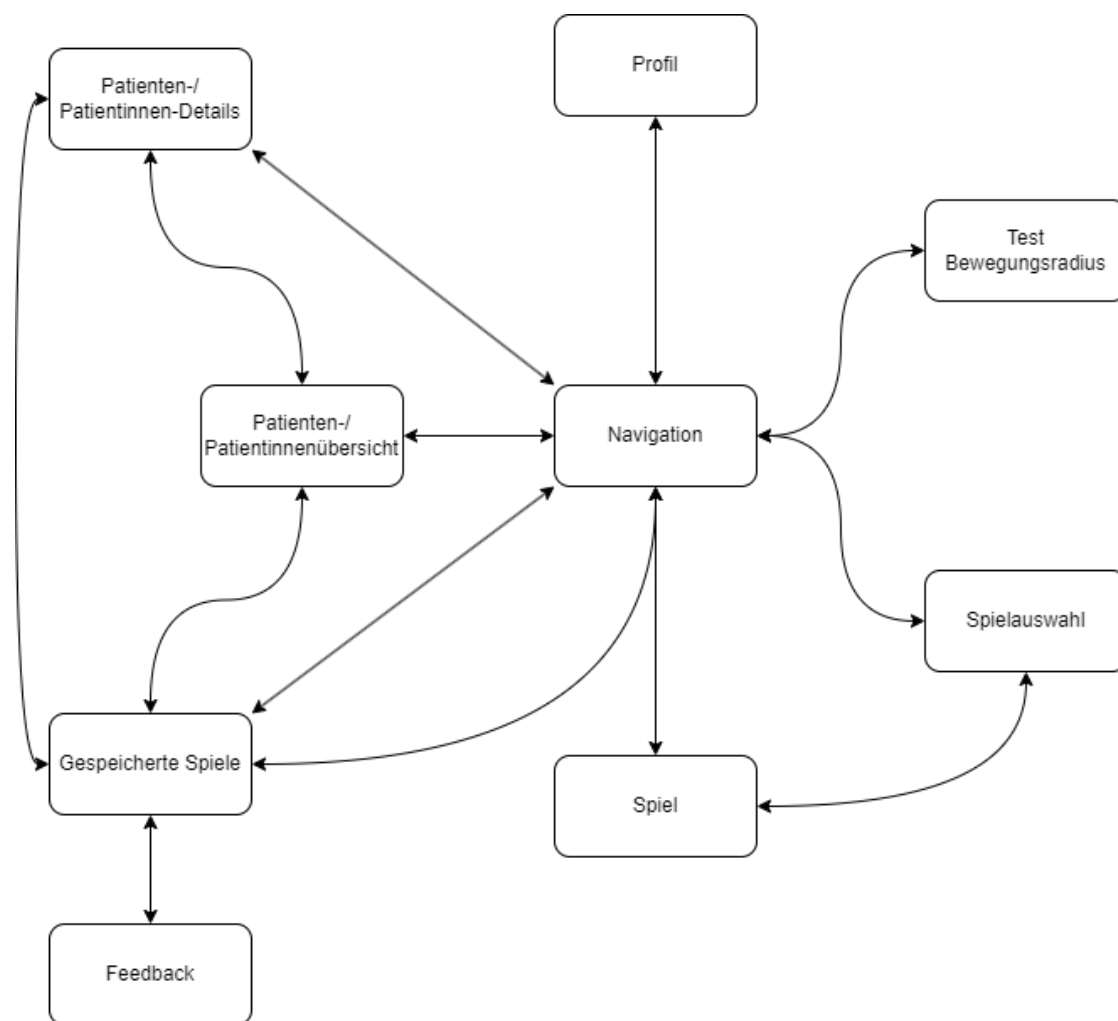 Profil
Patienten-/
Patientinnen-Details
Test
Bewegungsradius
Patienten-/
Patientinnenübersicht
Navigation
Spielauswahl
Gespeicherte Spiele
Spiel
Feedback